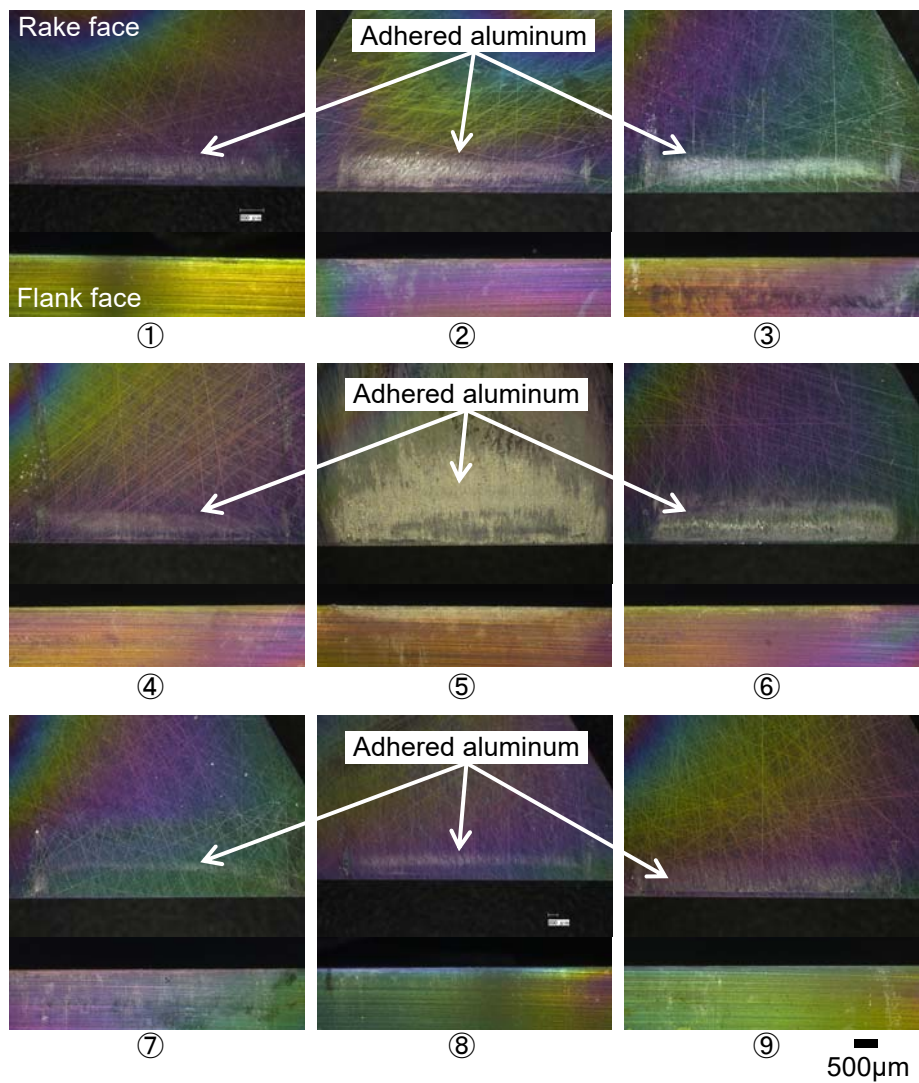 Rake face
Adhered aluminum
Flank face
①
②
③
Adhered aluminum
④
⑤
⑥
Adhered aluminum
⑦
⑧
⑨
500μm